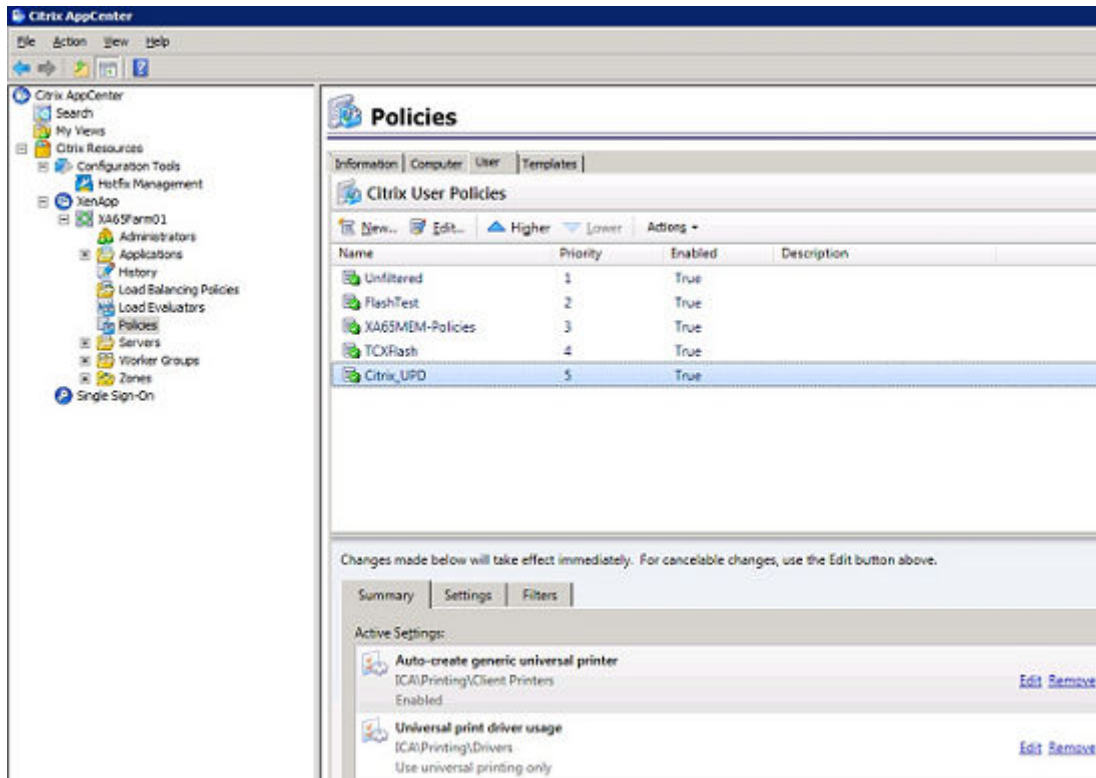 Citrix AppCenter
File Action View Help
Citrix AppCenter
Search
My Views
Citrix Resources
Configuration Tools
Hotfix Management
XenApp
XA65Farm01
Administrators
Applications
History
Load Balancing Policies
Load Evaluators
Policies
Servers
Worker Groups
Zones
Single Sign-On
Policies
Information Computer User Templates
Citrix User Policies
New... Edit... Higher Lower Actions
Name Priority Enabled Description
Unfiltered 1 True
FlashTest 2 True
XA65MEM-Policies 3 True
TCXFlash 4 True
Citrix_UPD 5 True
Changes made below will take effect immediately. For cancelable changes, use the Edit button above.
Summary Settings Filters
Active Settings:
Auto-create generic universal printer
ICA\Printing\Client Printers
Edit Remove
Enabled
Universal print driver usage
ICA\Printing\Drivers
Edit Remove
Use universal printing only